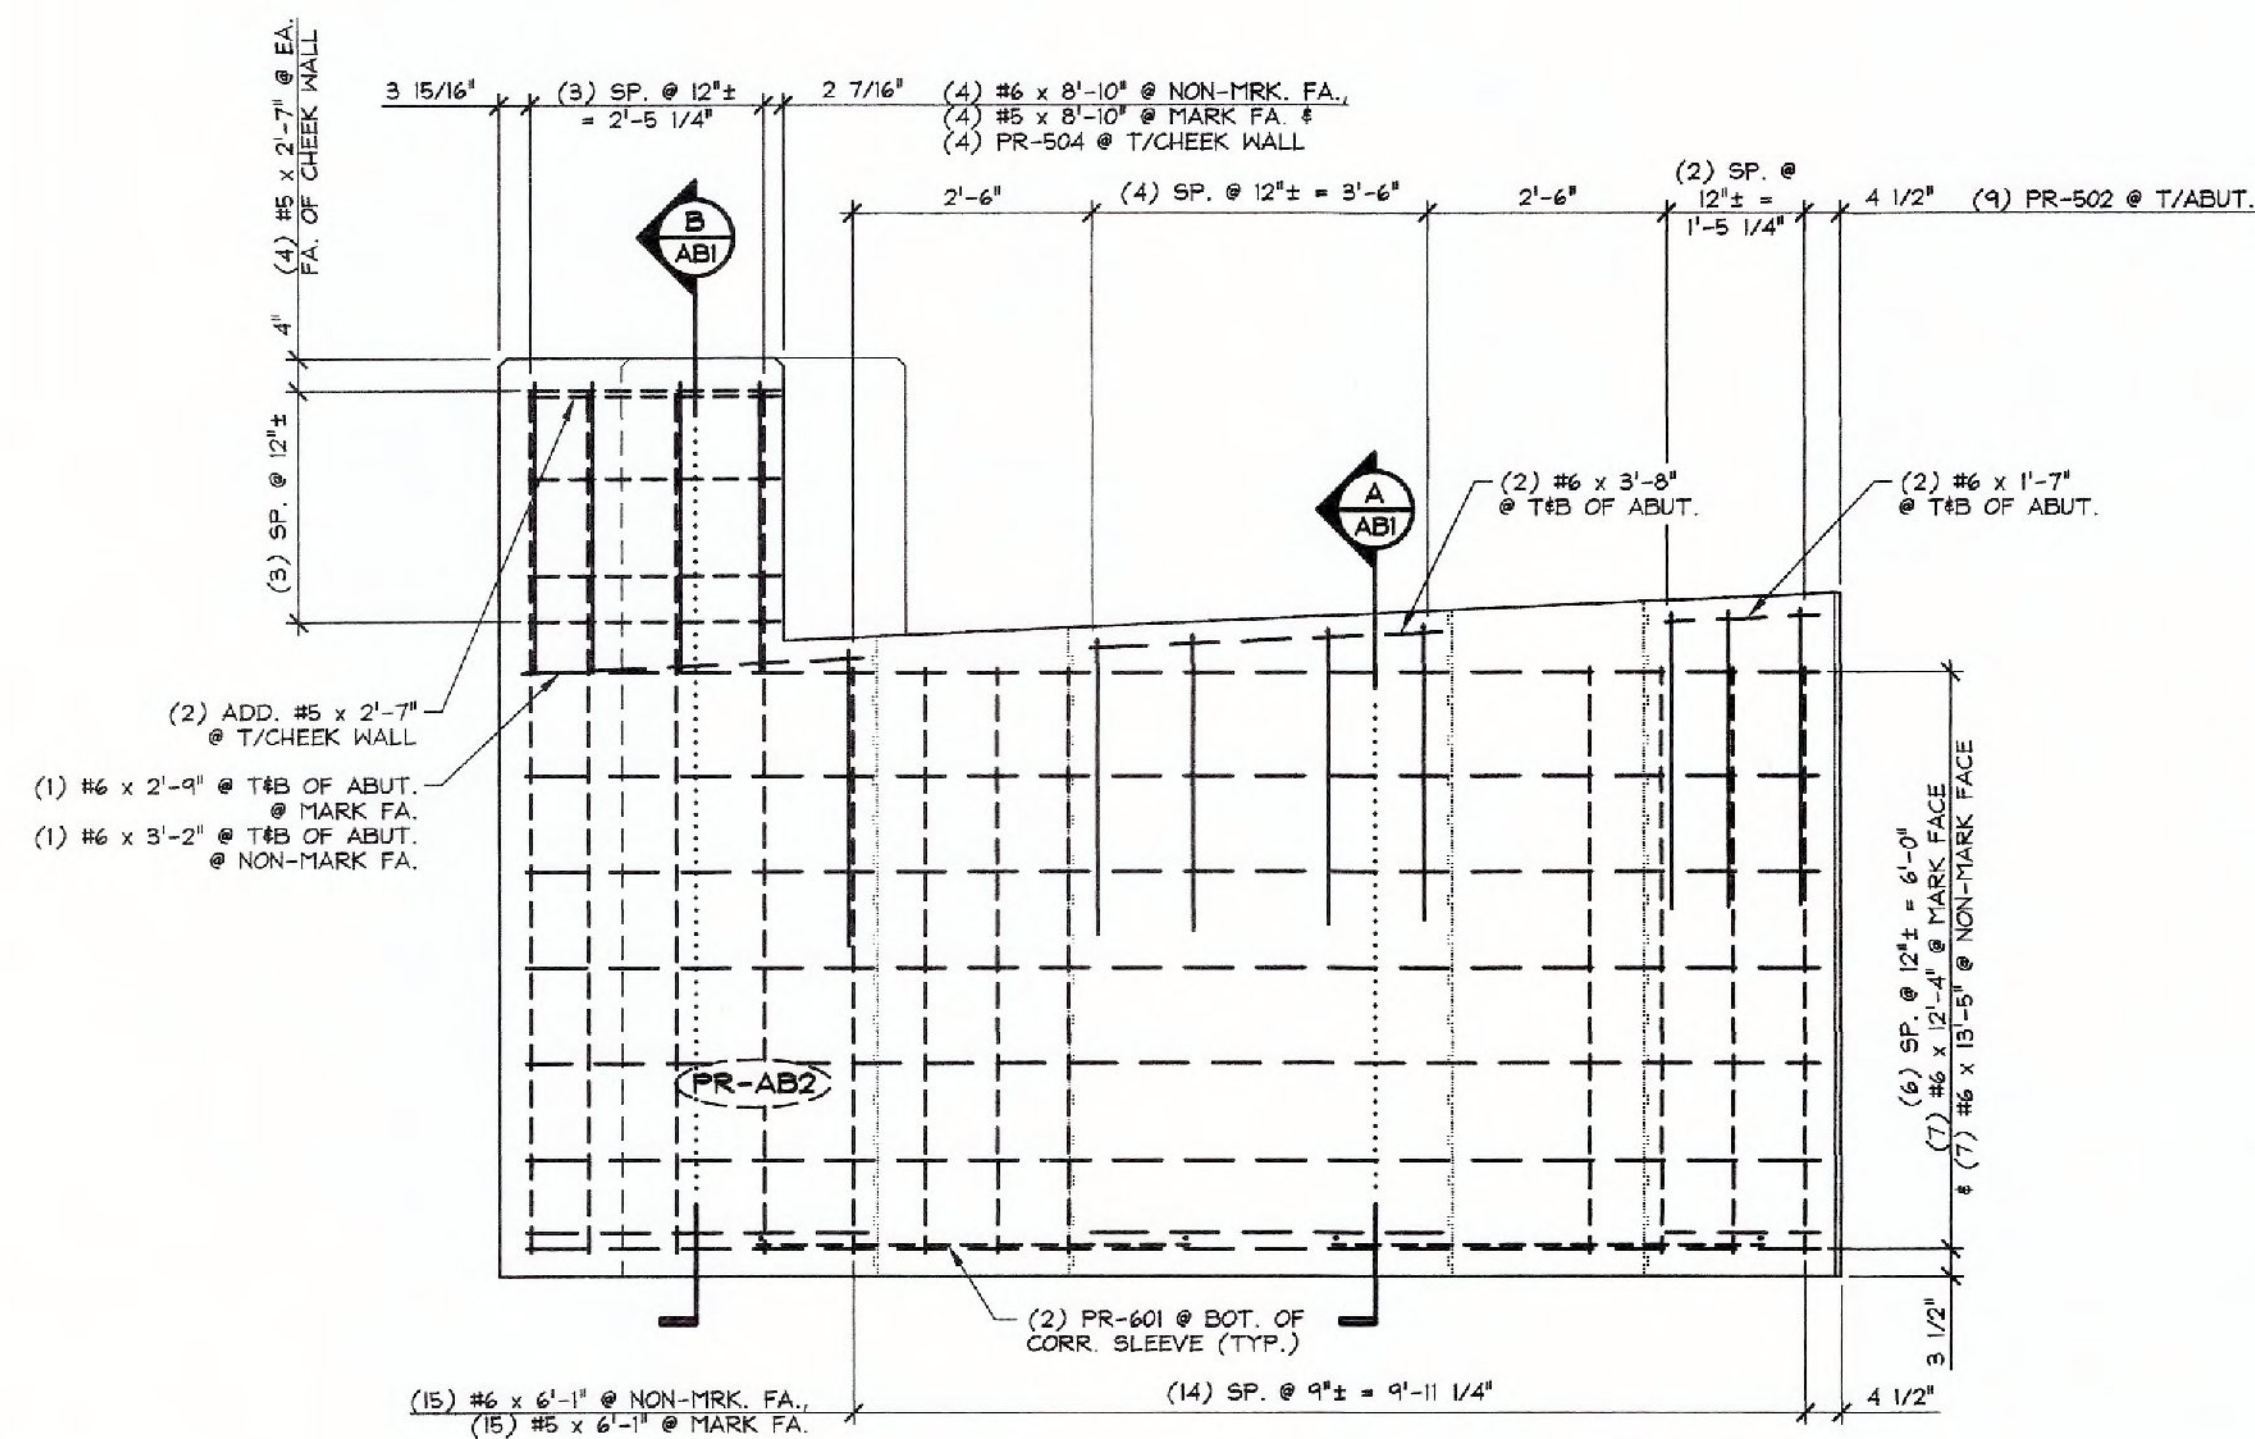 (4) #5 x 2'-7" @ EA.
FA. OF CHEEK WALL
4"
(3) SP. @ 12"±
3 15/16"
(3) SP. @ 12"±
= 2'-5 1/4"
2 7/16"
(4) #6 x 8'-10" @ NON-MRK. FA.,
(4) #5 x 8'-10" @ MARK FA. &
(4) PR-504 @ T/CHEEK WALL
2'-6"
(4) SP. @ 12"± = 3'-6"
2'-6"
(2) SP. @
12"± =
1'-5 1/4"
4 1/2"
(9) PR-502 @ T/ABUT.
B
AB1
A
AB1
(2) #6 x 3'-8"
@ T&B OF ABUT.
(2) #6 x 1'-7"
@ T&B OF ABUT.
(2) ADD. #5 x 2'-7"
@ T/CHEEK WALL
(1) #6 x 2'-9" @ T&B OF ABUT.
@ MARK FA.
(1) #6 x 3'-2" @ T&B OF ABUT.
@ NON-MARK FA.
PR-AB2
(6) SP. @ 12"± = 6'-0"
(7) #6 x 12'-4" @ MARK FACE
& (7) #6 x 13'-5" @ NON-MARK FACE
3 1/2"
(2) PR-601 @ BOT. OF
CORR. SLEEVE (TYP.)
(15) #6 x 6'-1" @ NON-MRK. FA.,
(15) #5 x 6'-1" @ MARK FA.
(14) SP. @ 9"± = 9'-11 1/4"
4 1/2"